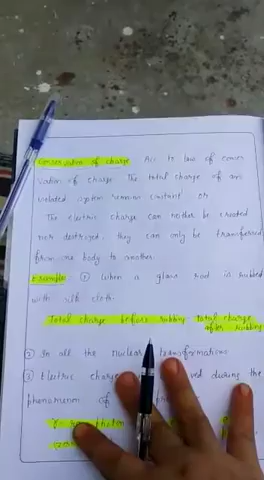 Conservation of charge Acc to law of conser
vation of charge. The total charge of an
isolated system remains constant or
The electric charge can neither be created
nor destroyed, they can only be transferred
from one body to another.
Example ① When a glass rod is rubbed
with silk cloth.
Total charge before rubbing Total charge
after rubbing
② In all the Nuclear transformations
③ Electric charge during the
phenomenon of
photon